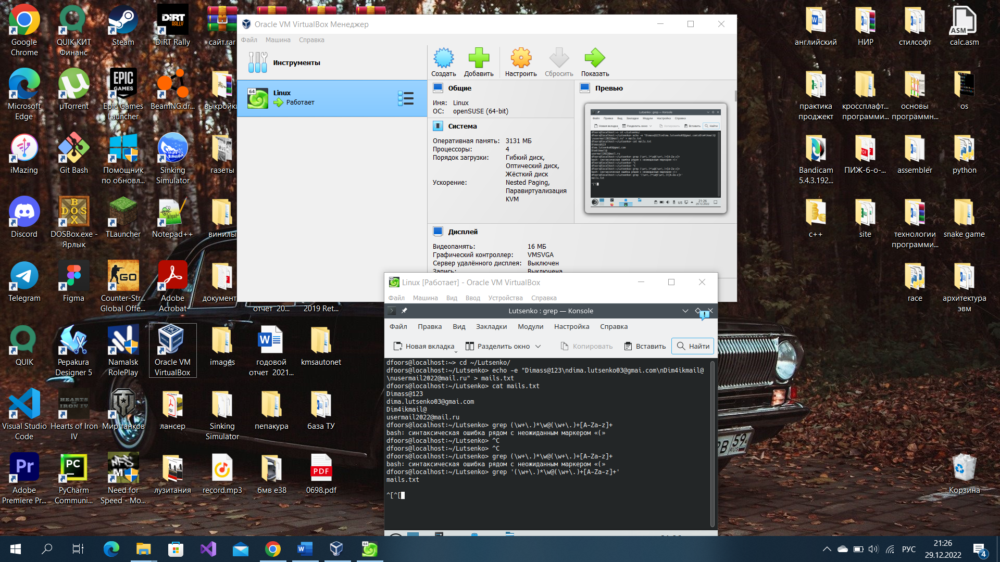 Google Chrome
QUIK КИТ Финанс
Steam
DiRT Rally
сайт.rar
Microsoft Edge
µTorrent
Epic Games Launcher
BeamNG.dr...
выкройки
iMazing
Git Bash
Помощник по обновл...
Sinking Simulator
газеты
Discord
DOSBox.exe - Ярлык
TLauncher
Notepad++
винилы
Telegram
Figma
Counter-Str... Global Offe...
Adobe Acrobat
документ
отчет 20...
2019 Ret...
QUIK
Pepakura Designer 5
Namalsk RolePlay
Oracle VM VirtualBox
images
годовой отчет 2021...
kmsautonet
Visual Studio Code
Hearts of Iron IV
Мир танков
лансер
Sinking Simulator
пепакура
база ТУ
Adobe Premiere Pr...
PyCharm Communi...
Need for Speed - Mo...
лузитания
record.mp3
бмв е38
0698.pdf
Oracle VM VirtualBox Менеджер
Файл Машина Справка
Инструменты
Linux
Работает
Создать Добавить Настроить Сбросить Показать
Общие
Имя: Linux
ОС: openSUSE (64-bit)
Система
Оперативная память: 3131 МБ
Процессоры: 4
Порядок загрузки: Гибкий диск,
Оптический диск,
Жёсткий диск
Ускорение: Nested Paging,
Паравиртуализация
KVM
Превью
Дисплей
Видеопамять: 16 МБ
Графический контроллер: VMSVGA
Сервер удалённого дисплея: Выключен
Запись: Выключена
Linux [Работает] - Oracle VM VirtualBox
Файл Машина Вид Ввод Устройства Справка
Lutsenko : grep — Konsole
Файл Правка Вид Закладки Модули Настройка Справка
Новая вкладка Разделить окно Копировать Вставить Найти
dfoors@localhost:~> cd ~/Lutsenko/
dfoors@localhost:~/Lutsenko> echo -e "Dimass@123\ndima.lutsenko03@gmai.com\nDim4ikmail@
\nusermail2022@mail.ru" > mails.txt
dfoors@localhost:~/Lutsenko> cat mails.txt
Dimass@123
dima.lutsenko03@gmai.com
Dim4ikmail@
usermail2022@mail.ru
dfoors@localhost:~/Lutsenko> grep (\w+\.)*\w@(\w+\.)+[A-Za-z]+
bash: синтаксическая ошибка рядом с неожиданным маркером «(»
dfoors@localhost:~/Lutsenko> ^C
dfoors@localhost:~/Lutsenko> ^C
dfoors@localhost:~/Lutsenko> grep (\w+\.)*\w@(\w+\.)+[A-Za-z]+
bash: синтаксическая ошибка рядом с неожиданным маркером «(»
dfoors@localhost:~/Lutsenko> grep '(\w+\.)*\w@(\w+\.)+[A-Za-z]+'
mails.txt
^[^[
английский
НИР
стилсофт
calc.asm
практика проджект
кроссплафт... программи...
основы программн...
os
Bandicam 5.4.3.192...
ПИЖ-6-о-...
assembler
python
c++
site
технологии программи...
snake game
race
архитектура эвм
Корзина
РУС
21:26
29.12.2022
4